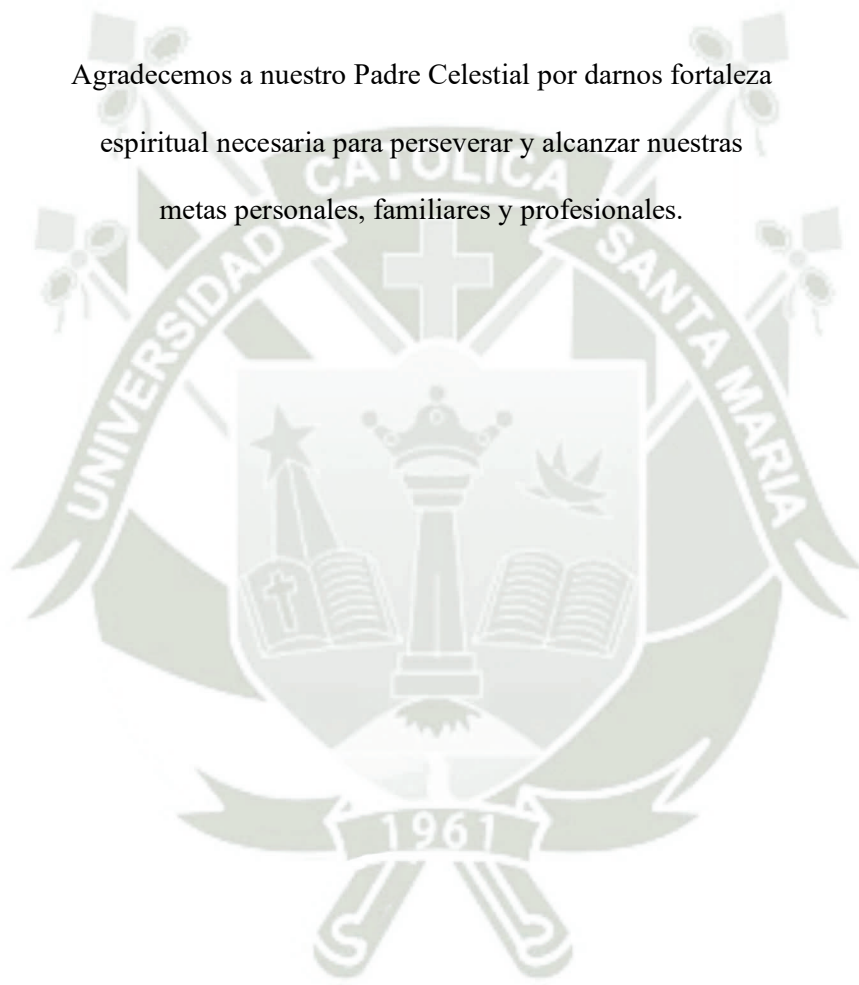 Agradecemos a nuestro Padre Celestial por darnos fortaleza
espiritual necesaria para perseverar y alcanzar nuestras
metas personales, familiares y profesionales.
UNIVERSIDAD
CATOLICA
SANTA MARIA
1961